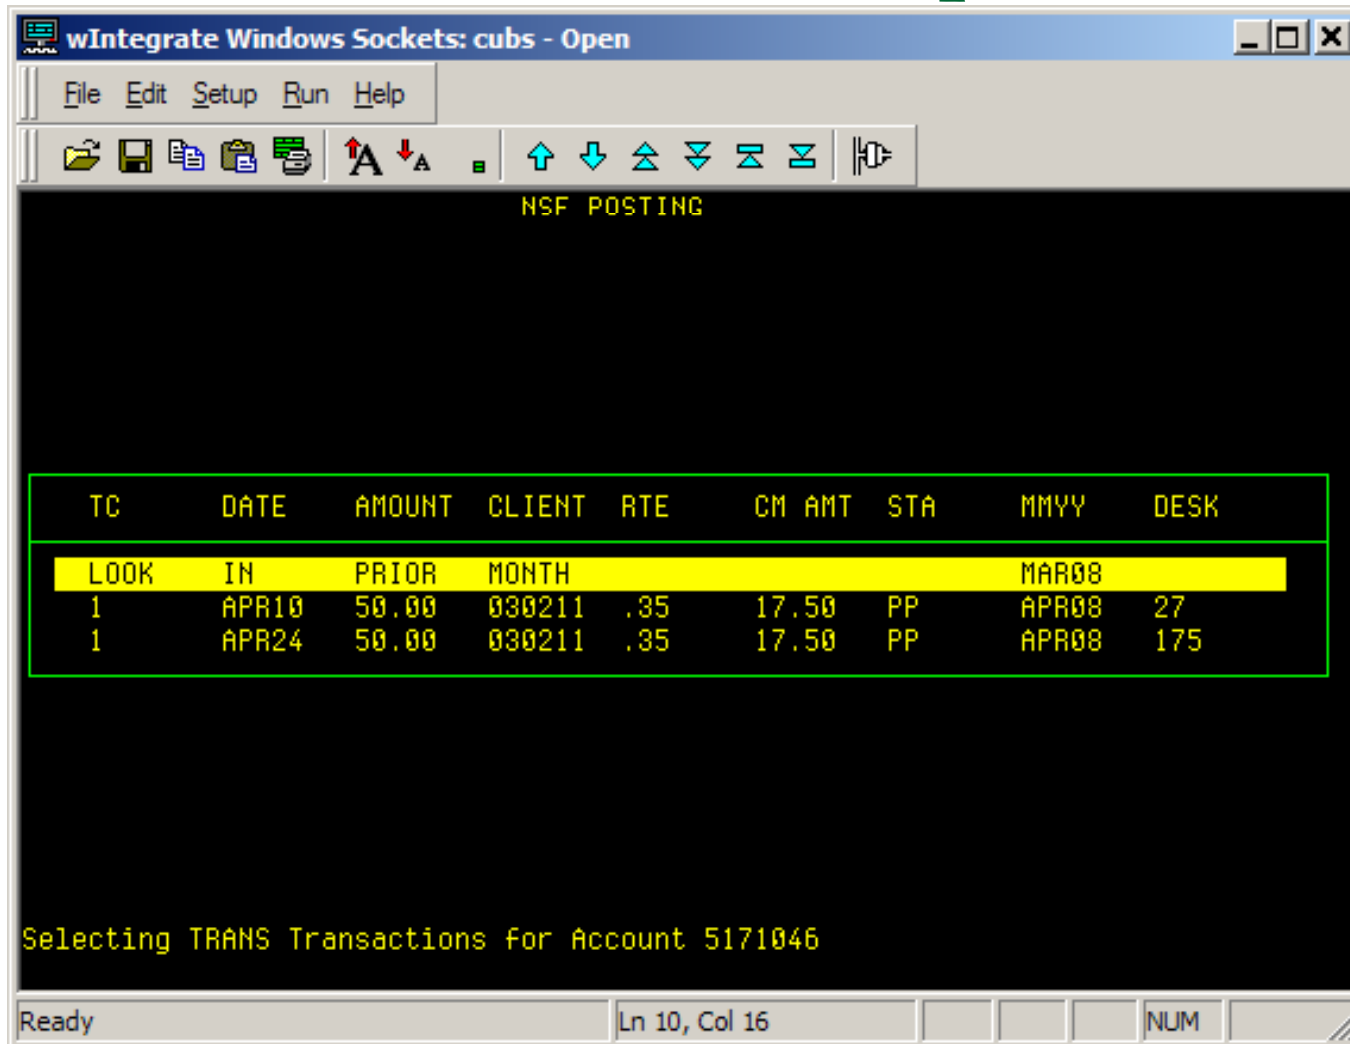 wIntegrate Windows Sockets: cubs - Open
File Edit Setup Run Help
NSF POSTING
TC DATE AMOUNT CLIENT RTE CM AMT STA MMYY DESK
LOOK IN PRIOR MONTH MAR08
1 APR10 50.00 030211 .35 17.50 PP APR08 27
1 APR24 50.00 030211 .35 17.50 PP APR08 175
Selecting TRANS Transactions for Account 5171046
Ready Ln 10, Col 16 NUM